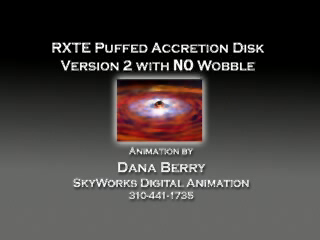 RXTE Puffed Accretion Disk
Version 2 with NO Wobble
Animation by
Dana Berry
SkyWorks Digital Animation
310-441-1735